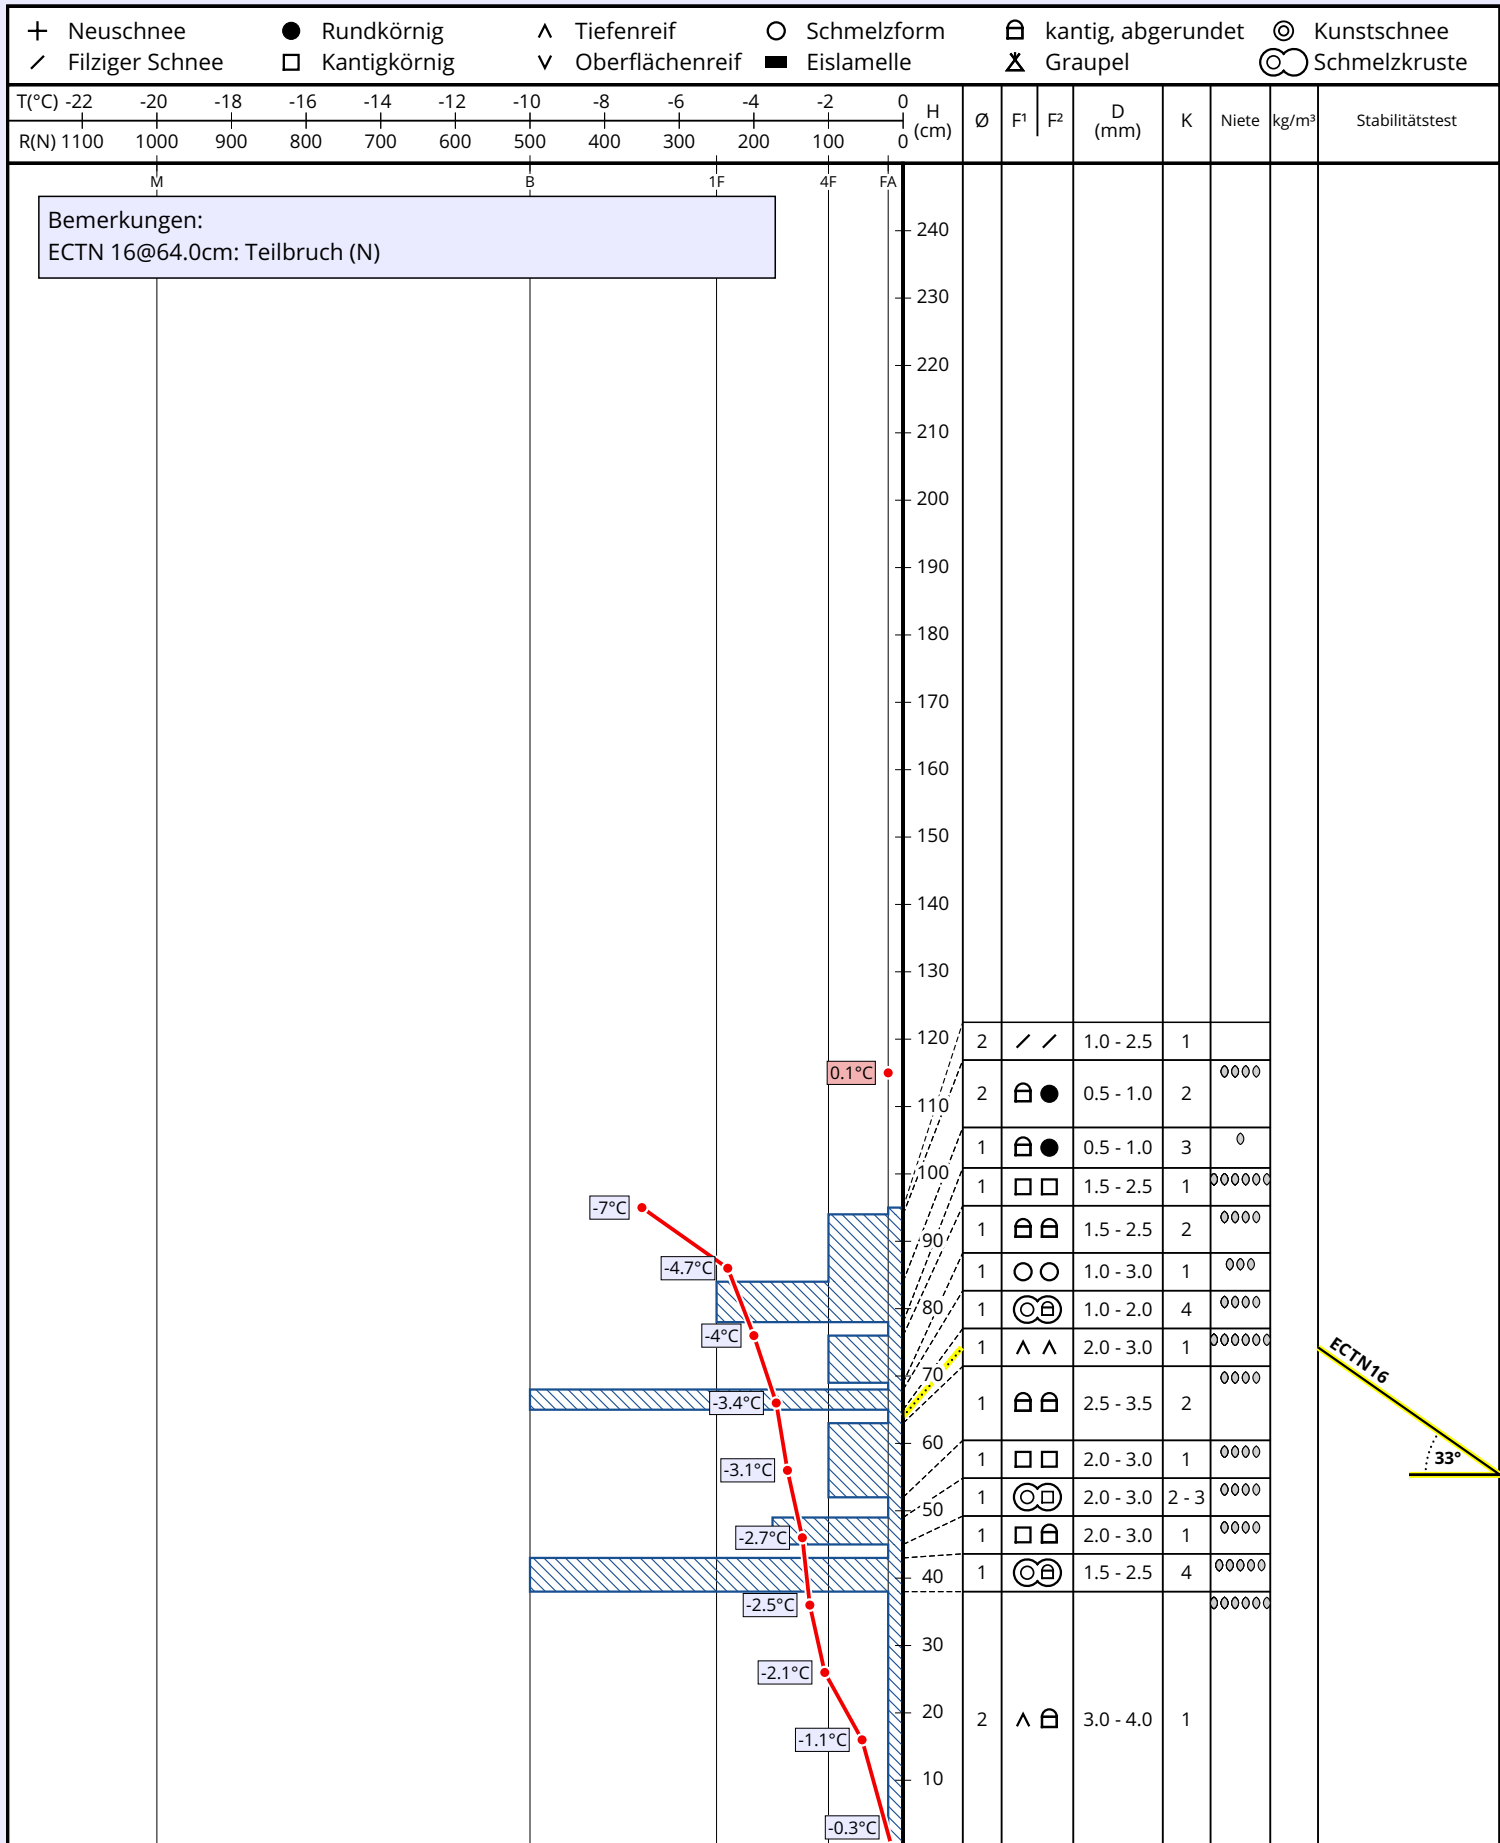 Neuschnee Rundkörnig Tiefenreif Schmelzform kantig, abgerundet Kunstschnee
Filziger Schnee Kantigkörnig Oberflächenreif Eislamelle Graupel Schmelzkruste
T(°C) -22 -20 -18 -16 -14 -12 -10 -8 -6 -4 -2 0
R(N) 1100 1000 900 800 700 600 500 400 300 200 100 0
H (cm) Ø F¹ F² D (mm) K Niete kg/m³ Stabilitätstest
M B 1F 4F FA
Bemerkungen:
ECTN 16@64.0cm: Teilbruch (N)
240
230
220
210
200
190
180
170
160
150
140
130
120
110
100
90
80
70
60
50
40
30
20
10
0.1°C
-7°C
-4.7°C
-4°C
-3.4°C
-3.1°C
-2.7°C
-2.5°C
-2.1°C
-1.1°C
-0.3°C
2 1.0 - 2.5 1
2 0.5 - 1.0 2
1 0.5 - 1.0 3
1 1.5 - 2.5 1
1 1.5 - 2.5 2
1 1.0 - 3.0 1
1 1.0 - 2.0 4
1 2.0 - 3.0 1
1 2.5 - 3.5 2
1 2.0 - 3.0 1
1 2.0 - 3.0 2 - 3
1 2.0 - 3.0 1
1 1.5 - 2.5 4
2 3.0 - 4.0 1
ECTN16
33°